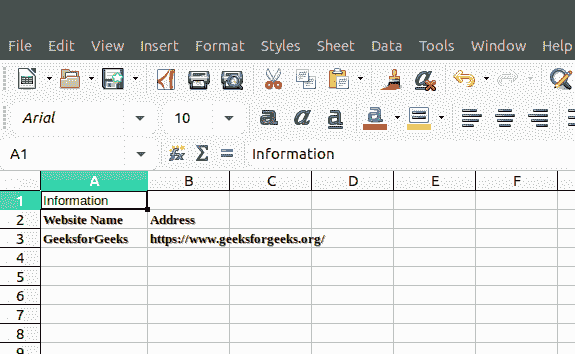 File Edit View Insert Format Styles Sheet Data Tools Window Help
Arial 10 a a a a
A1 fx Σ = Information
A B C D E F
1 Information
2 Website Name Address
3 GeeksforGeeks https://www.geeksforgeeks.org/
4
5
6
7
8
9